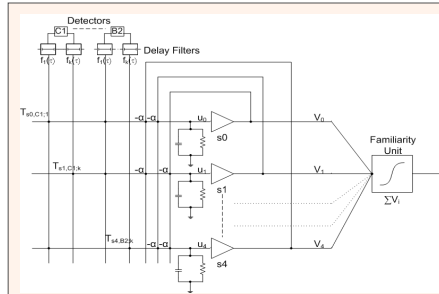 Detectors
C1 B2
f₁(τ) fₖ(τ) f₁(τ) fₖ(τ)
Delay Filters
Tₛ₀,C₁;₁ -α -α u₀ V₀
s0
Familiarity
Unit
Tₛ₁,C₁;ₖ -α -α u₁ V₁
s1
ΣVᵢ
Tₛ₄,B₂;ₖ -α -α u₄ V₄
s4